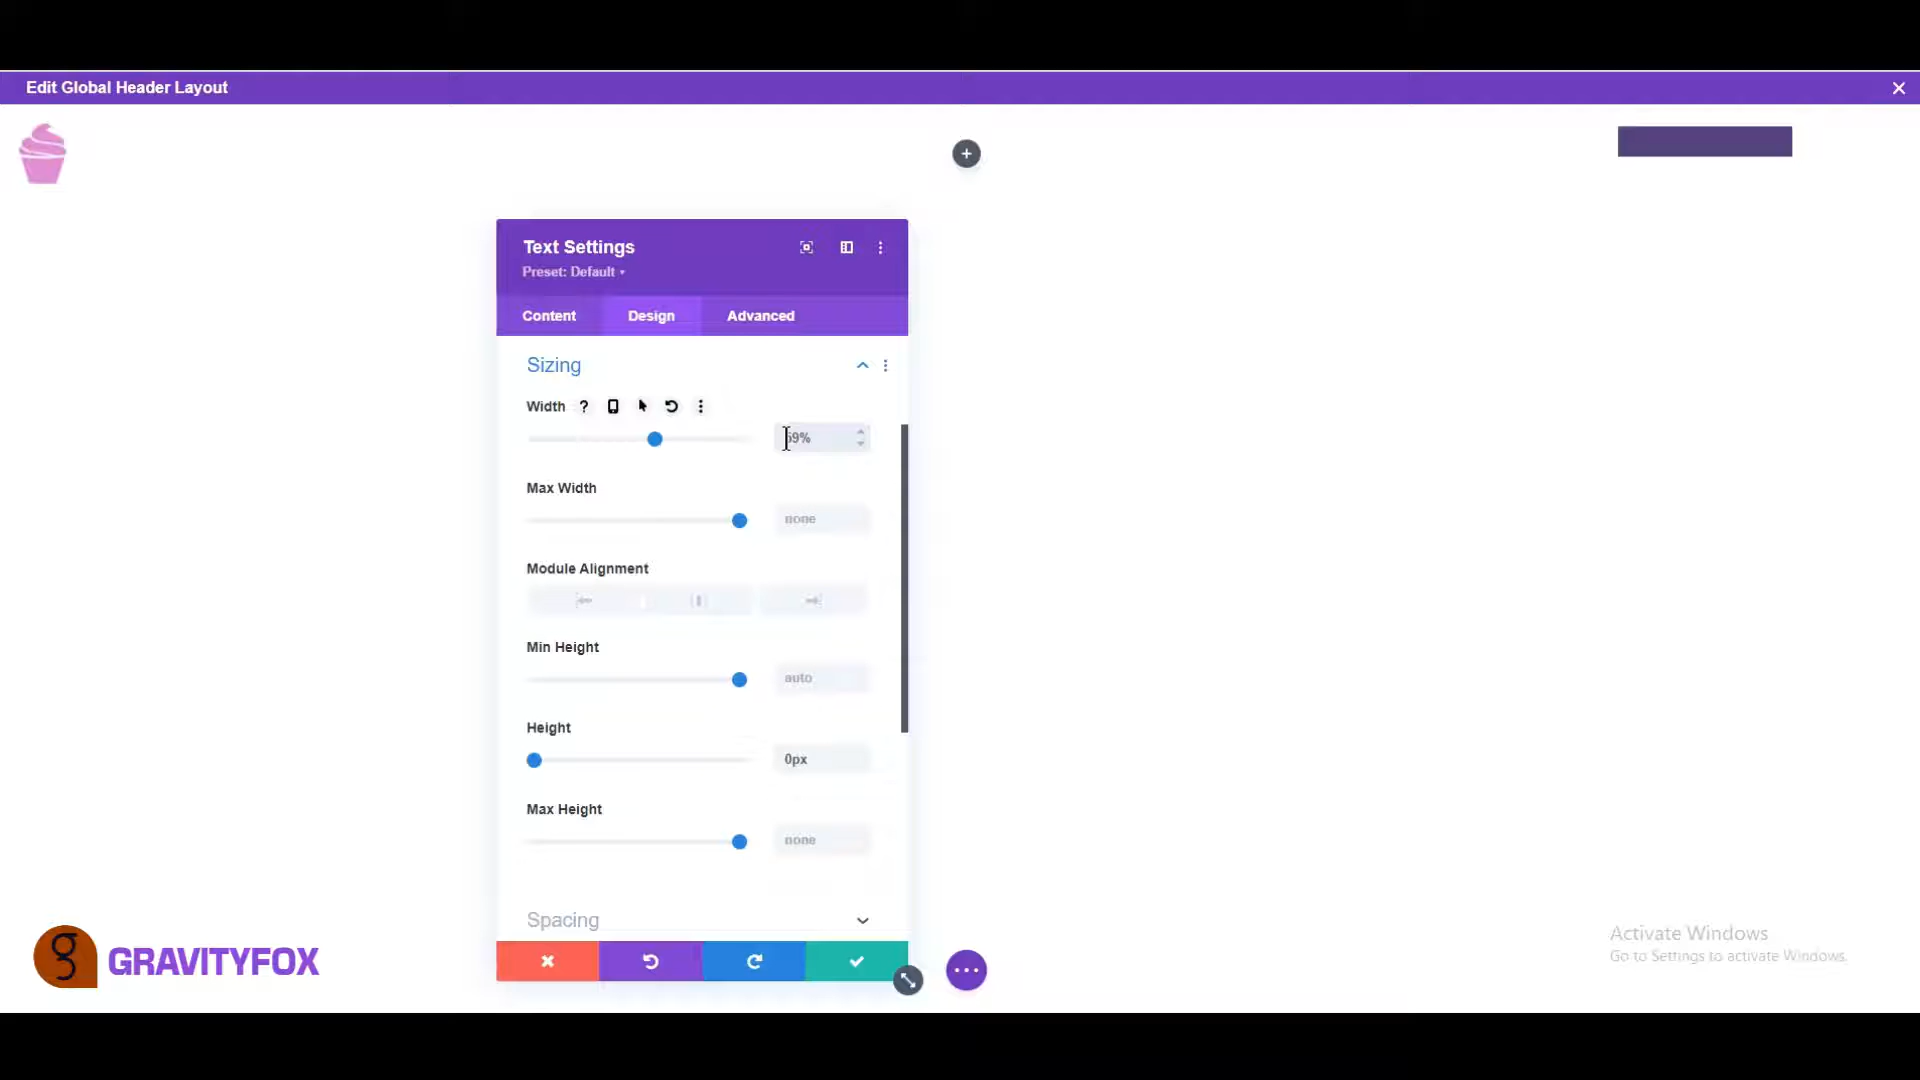 Edit Global Header Layout
Text Settings
Preset: Default
Content
Design
Advanced
Sizing
Width
Max Width
none
Module Alignment
Min Height
auto
Height
0px
Max Height
none
Spacing
GRAVITYFOX
Activate Windows
Go to Settings to activate Windows.